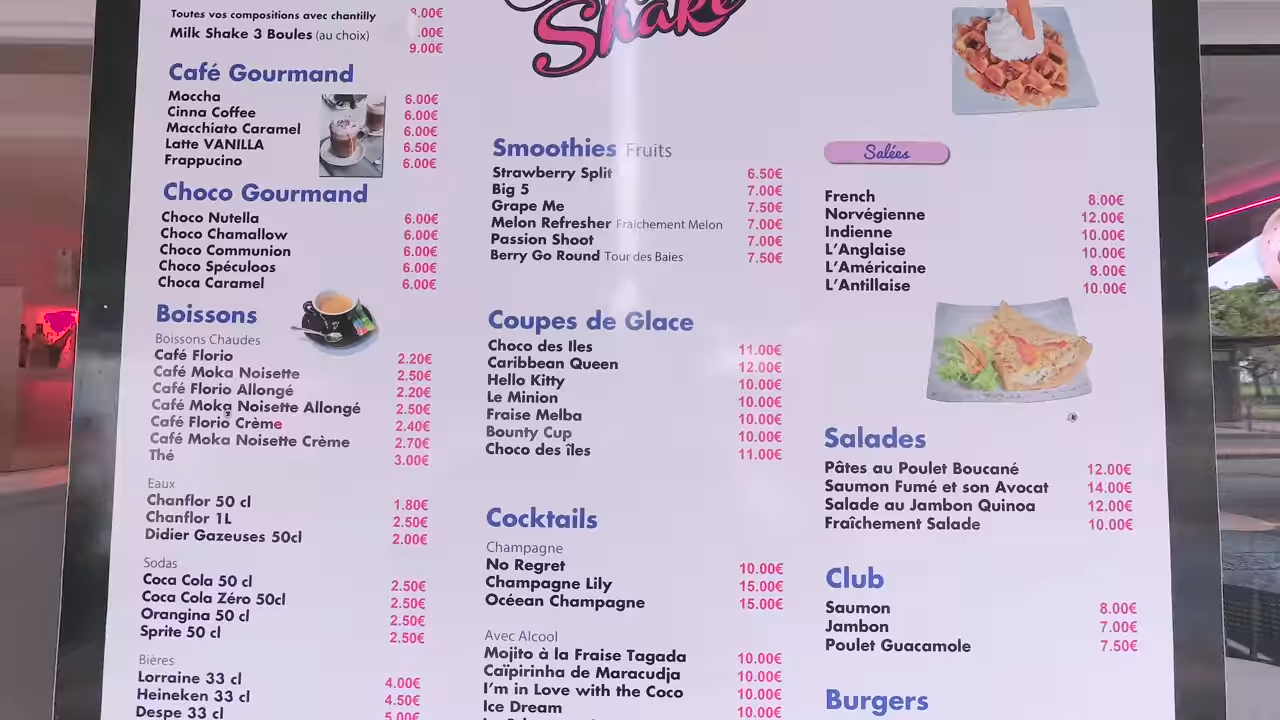 Toutes vos compositions avec chantilly
Milk Shake 3 Boules (au choix) .00€
9.00€
Café Gourmand
Moccha 6.00€
Cinna Coffee 6.00€
Macchiato Caramel 6.00€
Latte VANILLA 6.50€
Frappucino 6.00€
Choco Gourmand
Choco Nutella 6.00€
Choco Chamallow 6.00€
Choco Communion 6.00€
Choco Spéculoos 6.00€
Choca Caramel 6.00€
Boissons
Boissons Chaudes
Café Florio 2.20€
Café Moka Noisette 2.50€
Café Florio Allongé 2.20€
Café Moka Noisette Allongé 2.50€
Café Florio Crème 2.40€
Café Moka Noisette Crème 2.70€
Thé 3.00€
Eaux
Chanflor 50 cl 1.80€
Chanflor 1L 2.50€
Didier Gazeuses 50cl 2.00€
Sodas
Coca Cola 50 cl 2.50€
Coca Cola Zéro 50cl 2.50€
Orangina 50 cl 2.50€
Sprite 50 cl 2.50€
Bières
Lorraine 33 cl 4.00€
Heineken 33 cl 4.50€
Despe 33 cl 5.00€
Shake
Smoothies Fruits
Strawberry Split 6.50€
Big 5 7.00€
Grape Me 7.50€
Melon Refresher Fraîchement Melon 7.00€
Passion Shoot 7.00€
Berry Go Round Tour des Baies 7.50€
Coupes de Glace
Choco des Iles 11.00€
Caribbean Queen 12.00€
Hello Kitty 10.00€
Le Minion 10.00€
Fraise Melba 10.00€
Bounty Cup 10.00€
Choco des îles 11.00€
Cocktails
Champagne
No Regret 10.00€
Champagne Lily 15.00€
Océean Champagne 15.00€
Avec Alcool
Mojito à la Fraise Tagada 10.00€
Caïpirinha de Maracudja 10.00€
I'm in Love with the Coco 10.00€
Ice Dream 10.00€
Salées
French 8.00€
Norvégienne 12.00€
Indienne 10.00€
L'Anglaise 10.00€
L'Américaine 8.00€
L'Antillaise 10.00€
Salades
Pâtes au Poulet Boucané 12.00€
Saumon Fumé et son Avocat 14.00€
Salade au Jambon Quinoa 12.00€
Fraîchement Salade 10.00€
Club
Saumon 8.00€
Jambon 7.00€
Poulet Guacamole 7.50€
Burgers